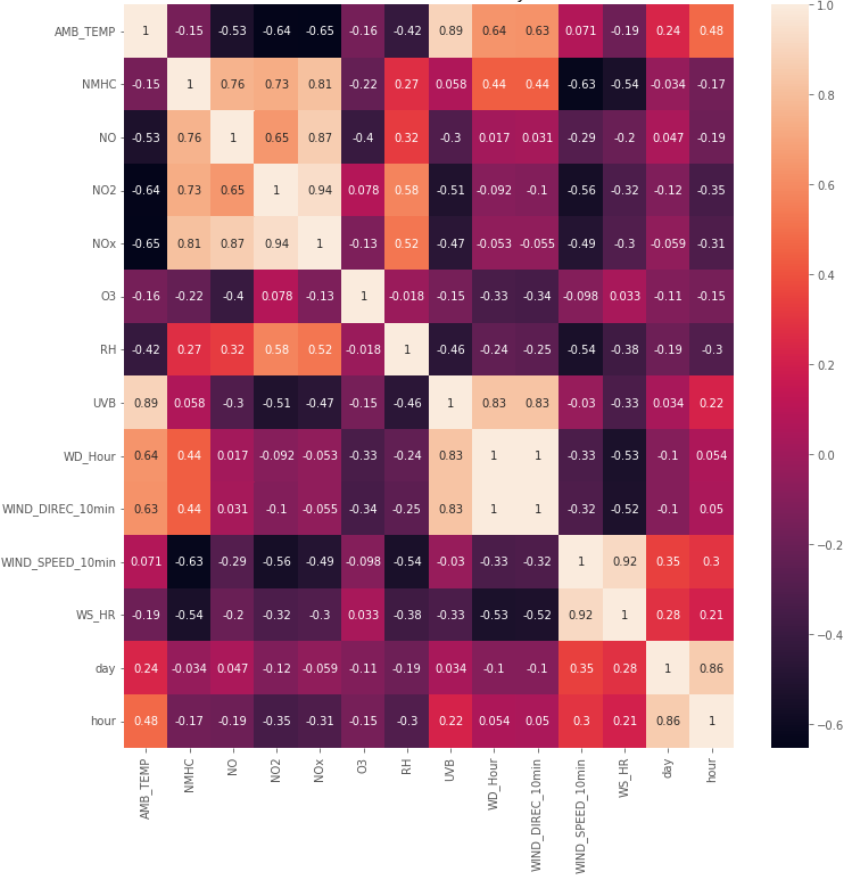 AMB_TEMP 1 -0.15 -0.53 -0.64 -0.65 -0.16 -0.42 0.89 0.64 0.63 0.071 -0.19 0.24 0.48
NMHC -0.15 1 0.76 0.73 0.81 -0.22 0.27 0.058 0.44 0.44 -0.63 -0.54 -0.034 -0.17
NO -0.53 0.76 1 0.65 0.87 -0.4 0.32 -0.3 0.017 0.031 -0.29 -0.2 0.047 -0.19
NO2 -0.64 0.73 0.65 1 0.94 0.078 0.58 -0.51 -0.092 -0.1 -0.56 -0.32 -0.12 -0.35
NOx -0.65 0.81 0.87 0.94 1 -0.13 0.52 -0.47 -0.053 -0.055 -0.49 -0.3 -0.059 -0.31
O3 -0.16 -0.22 -0.4 0.078 -0.13 1 -0.018 -0.15 -0.33 -0.34 -0.098 0.033 -0.11 -0.15
RH -0.42 0.27 0.32 0.58 0.52 -0.018 1 -0.46 -0.24 -0.25 -0.54 -0.38 -0.19 -0.3
UVB 0.89 0.058 -0.3 -0.51 -0.47 -0.15 -0.46 1 0.83 0.83 -0.03 -0.33 0.034 0.22
WD_Hour 0.64 0.44 0.017 -0.092 -0.053 -0.33 -0.24 0.83 1 1 -0.33 -0.53 -0.1 0.054
WIND_DIREC_10min 0.63 0.44 0.031 -0.1 -0.055 -0.34 -0.25 0.83 1 1 -0.32 -0.52 -0.1 0.05
WIND_SPEED_10min 0.071 -0.63 -0.29 -0.56 -0.49 -0.098 -0.54 -0.03 -0.33 -0.32 1 0.92 0.35 0.3
WS_HR -0.19 -0.54 -0.2 -0.32 -0.3 0.033 -0.38 -0.33 -0.53 -0.52 0.92 1 0.28 0.21
day 0.24 -0.034 0.047 -0.12 -0.059 -0.11 -0.19 0.034 -0.1 -0.1 0.35 0.28 1 0.86
hour 0.48 -0.17 -0.19 -0.35 -0.31 -0.15 -0.3 0.22 0.054 0.05 0.3 0.21 0.86 1
AMB_TEMP NMHC NO NO2 NOx O3 RH UVB WD_Hour WIND_DIREC_10min WIND_SPEED_10min WS_HR day hour
1.0
0.8
0.6
0.4
0.2
0.0
−0.2
−0.4
−0.6